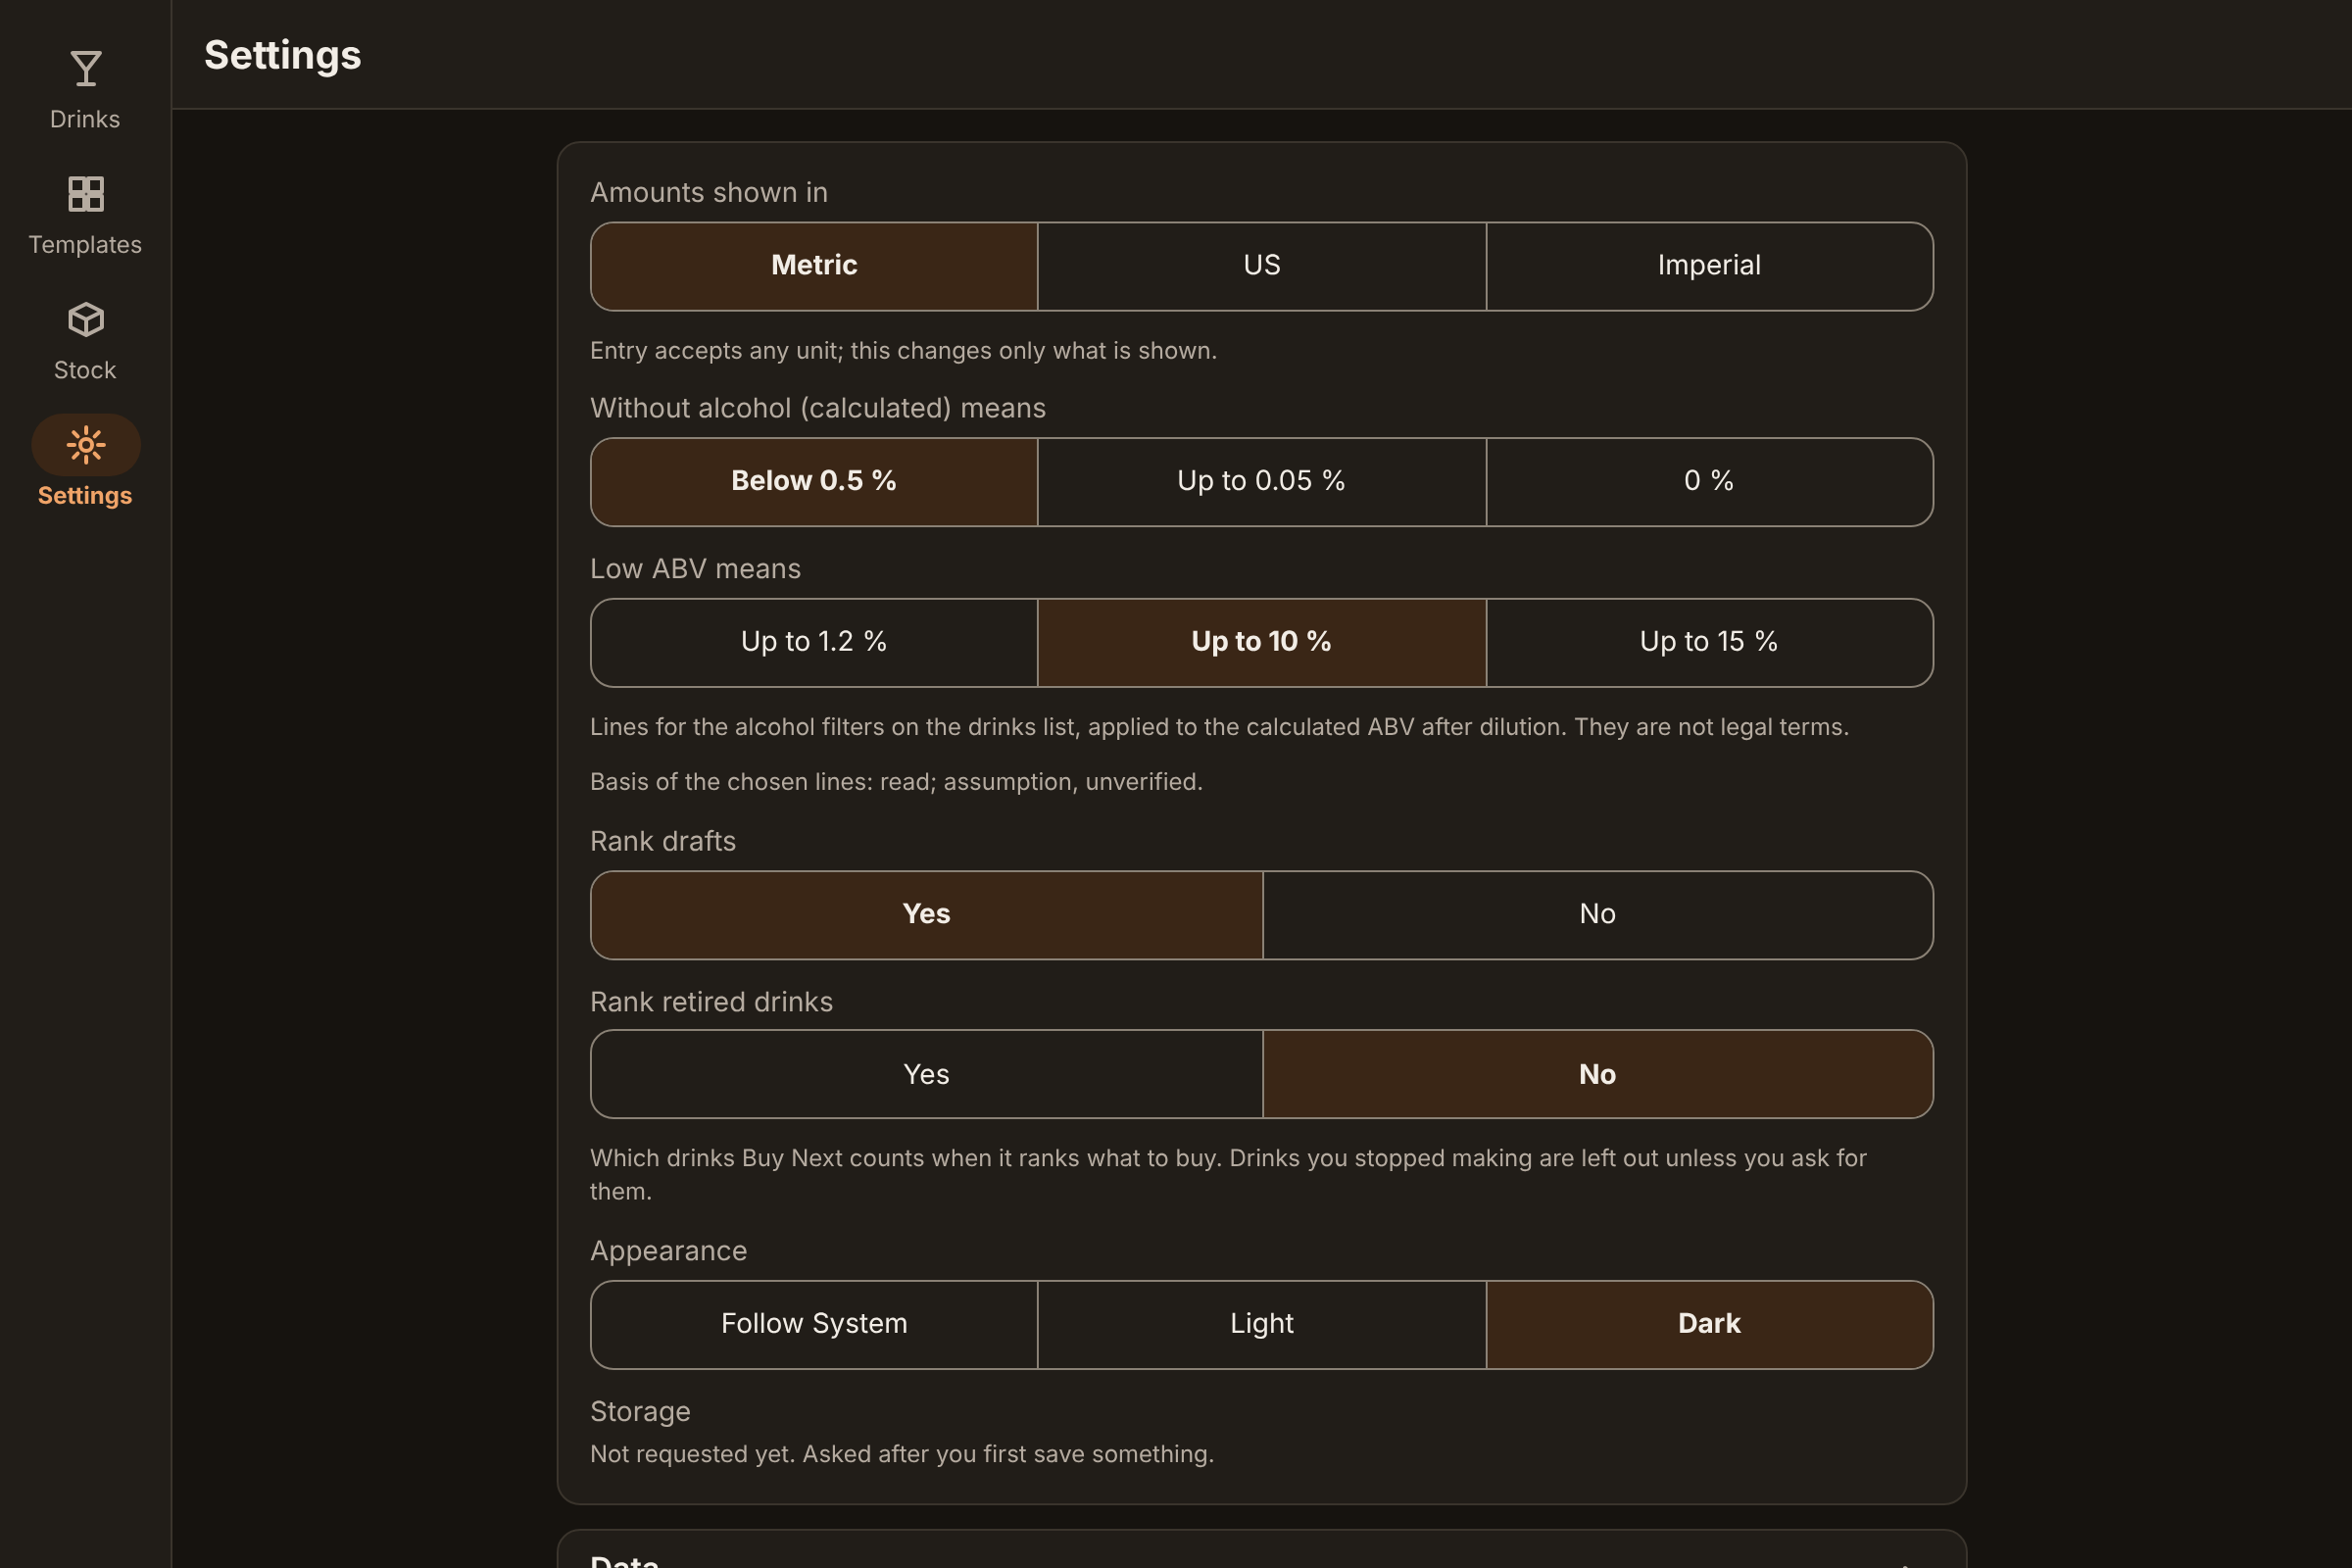 Settings
Drinks
Templates
Stock
Settings
Amounts shown in
Metric
US
Imperial
Entry accepts any unit; this changes only what is shown.
Without alcohol (calculated) means
Below 0.5 %
Up to 0.05 %
0 %
Low ABV means
Up to 1.2 %
Up to 10 %
Up to 15 %
Lines for the alcohol filters on the drinks list, applied to the calculated ABV after dilution. They are not legal terms.
Basis of the chosen lines: read; assumption, unverified.
Rank drafts
Yes
No
Rank retired drinks
Yes
No
Which drinks Buy Next counts when it ranks what to buy. Drinks you stopped making are left out unless you ask for
them.
Appearance
Follow System
Light
Dark
Storage
Not requested yet. Asked after you first save something.
Data